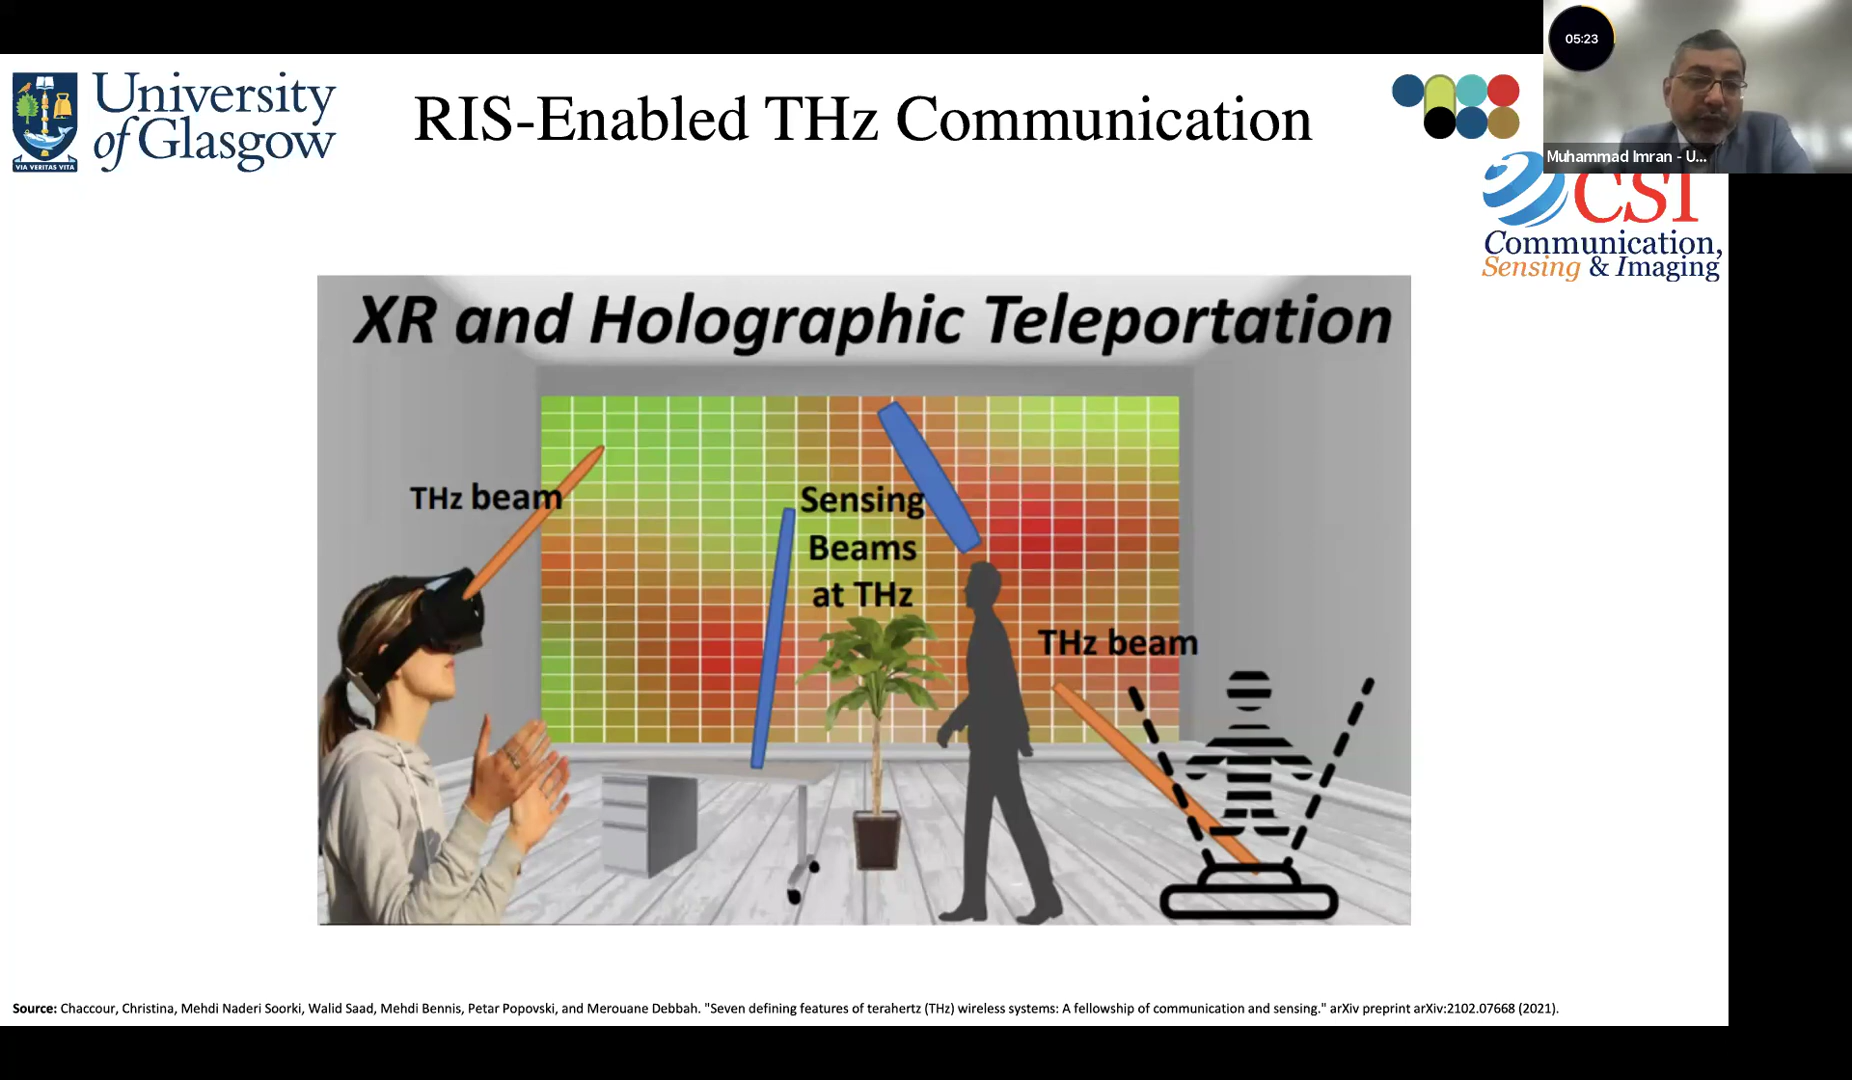 University
of Glasgow
VIA VERITAS VITA
RIS-Enabled THz Communication
05:23
Muhammad Imran - U...
CSI
Communication,
Sensing & Imaging
XR and Holographic Teleportation
THz beam
Sensing
Beams
at THz
THz beam
Source: Chaccour, Christina, Mehdi Naderi Soorki, Walid Saad, Mehdi Bennis, Petar Popovski, and Merouane Debbah. "Seven defining features of terahertz (THz) wireless systems: A fellowship of communication and sensing." arXiv preprint arXiv:2102.07668 (2021).